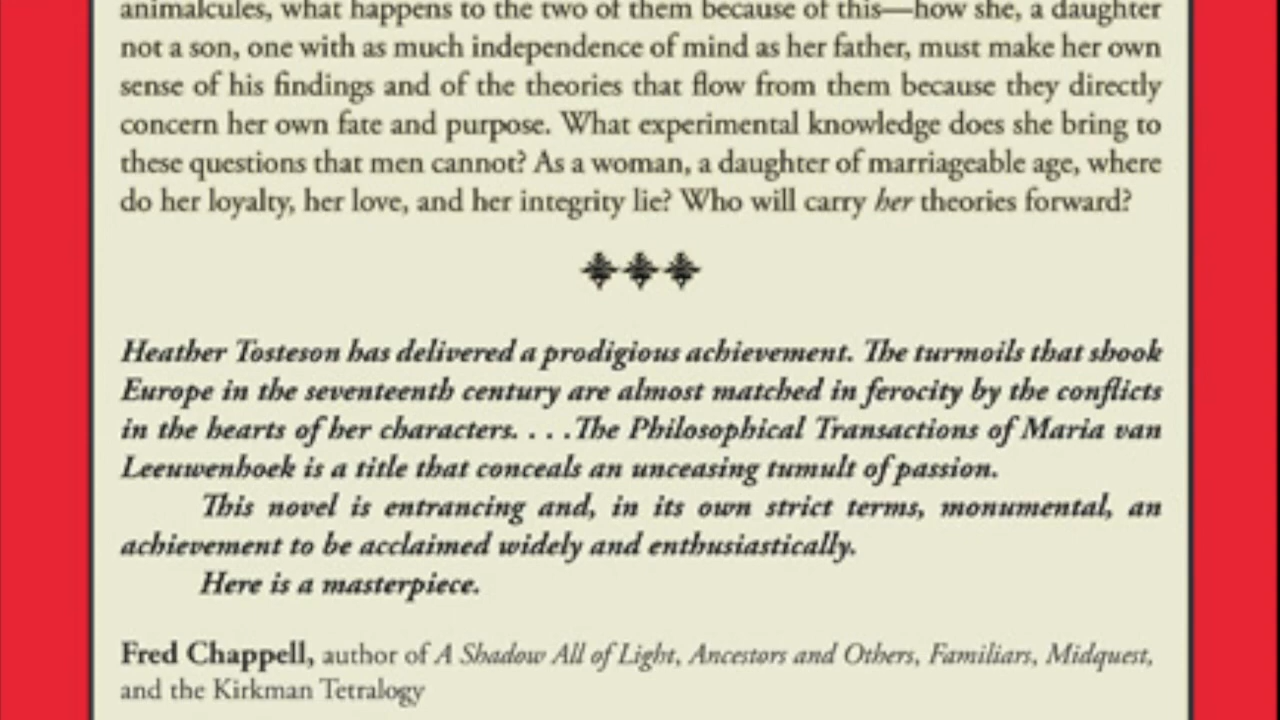 animalcules, what happens to the two of them because of this—how she, a daughter
not a son, one with as much independence of mind as her father, must make her own
sense of his findings and of the theories that flow from them because they directly
concern her own fate and purpose. What experimental knowledge does she bring to
these questions that men cannot? As a woman, a daughter of marriageable age, where
do her loyalty, her love, and her integrity lie? Who will carry her theories forward?
Heather Tosteson has delivered a prodigious achievement. The turmoils that shook
Europe in the seventeenth century are almost matched in ferocity by the conflicts
in the hearts of her characters. . . .The Philosophical Transactions of Maria van
Leeuwenhoek is a title that conceals an unceasing tumult of passion.
This novel is entrancing and, in its own strict terms, monumental, an
achievement to be acclaimed widely and enthusiastically.
Here is a masterpiece.
Fred Chappell, author of A Shadow All of Light, Ancestors and Others, Familiars, Midquest,
and the Kirkman Tetralogy